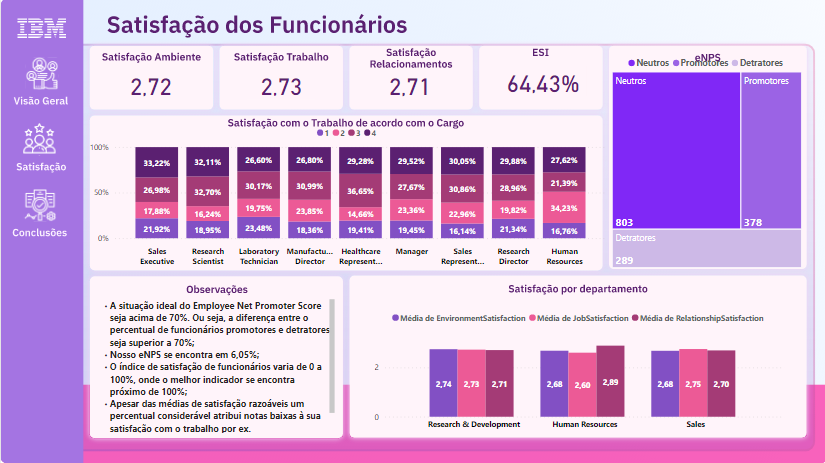 IBM
Satisfação dos Funcionários
Visão Geral
Satisfação
Conclusões
Satisfação Ambiente
2,72
Satisfação Trabalho
2,73
Satisfação
Relacionamentos
2,71
ESI
64,43%
eNPS
Neutros Promotores Detratores
Neutros
803
Promotores
378
Detratores
289
Satisfação com o Trabalho de acordo com o Cargo
1 2 3 4
100%
50%
0%
33,22% 32,11% 26,60% 26,80% 29,28% 29,52% 30,05% 29,88% 27,62%
26,98% 32,70% 30,17% 30,99% 36,65% 27,67% 30,86% 28,96% 21,39%
17,88% 16,24% 19,75% 23,85% 14,66% 23,36% 22,96% 19,82% 34,23%
21,92% 18,95% 23,48% 18,36% 19,41% 19,45% 16,14% 21,34% 16,76%
Sales Research Laboratory Manufactu... Healthcare Manager Sales Research Human
Executive Scientist Technician Director Represent... Represent... Director Resources
Observações
· A situação ideal do Employee Net Promoter Score
seja acima de 70%. Ou seja, a diferença entre o
percentual de funcionários promotores e detratores
seja superior a 70%;
· Nosso eNPS se encontra em 6,05%;
· O índice de satisfação de funcionários varia de 0 a
100%, onde o melhor indicador se encontra
próximo de 100%;
· Apesar das médias de satisfação razoáveis um
percentual considerável atribui notas baixas à sua
satisfação com o trabalho por ex.
Satisfação por departamento
Média de EnvironmentSatisfaction Média de JobSatisfaction Média de RelationshipSatisfaction
2
0
2,74 2,73 2,71 2,68 2,60 2,89 2,68 2,75 2,70
Research & Development Human Resources Sales